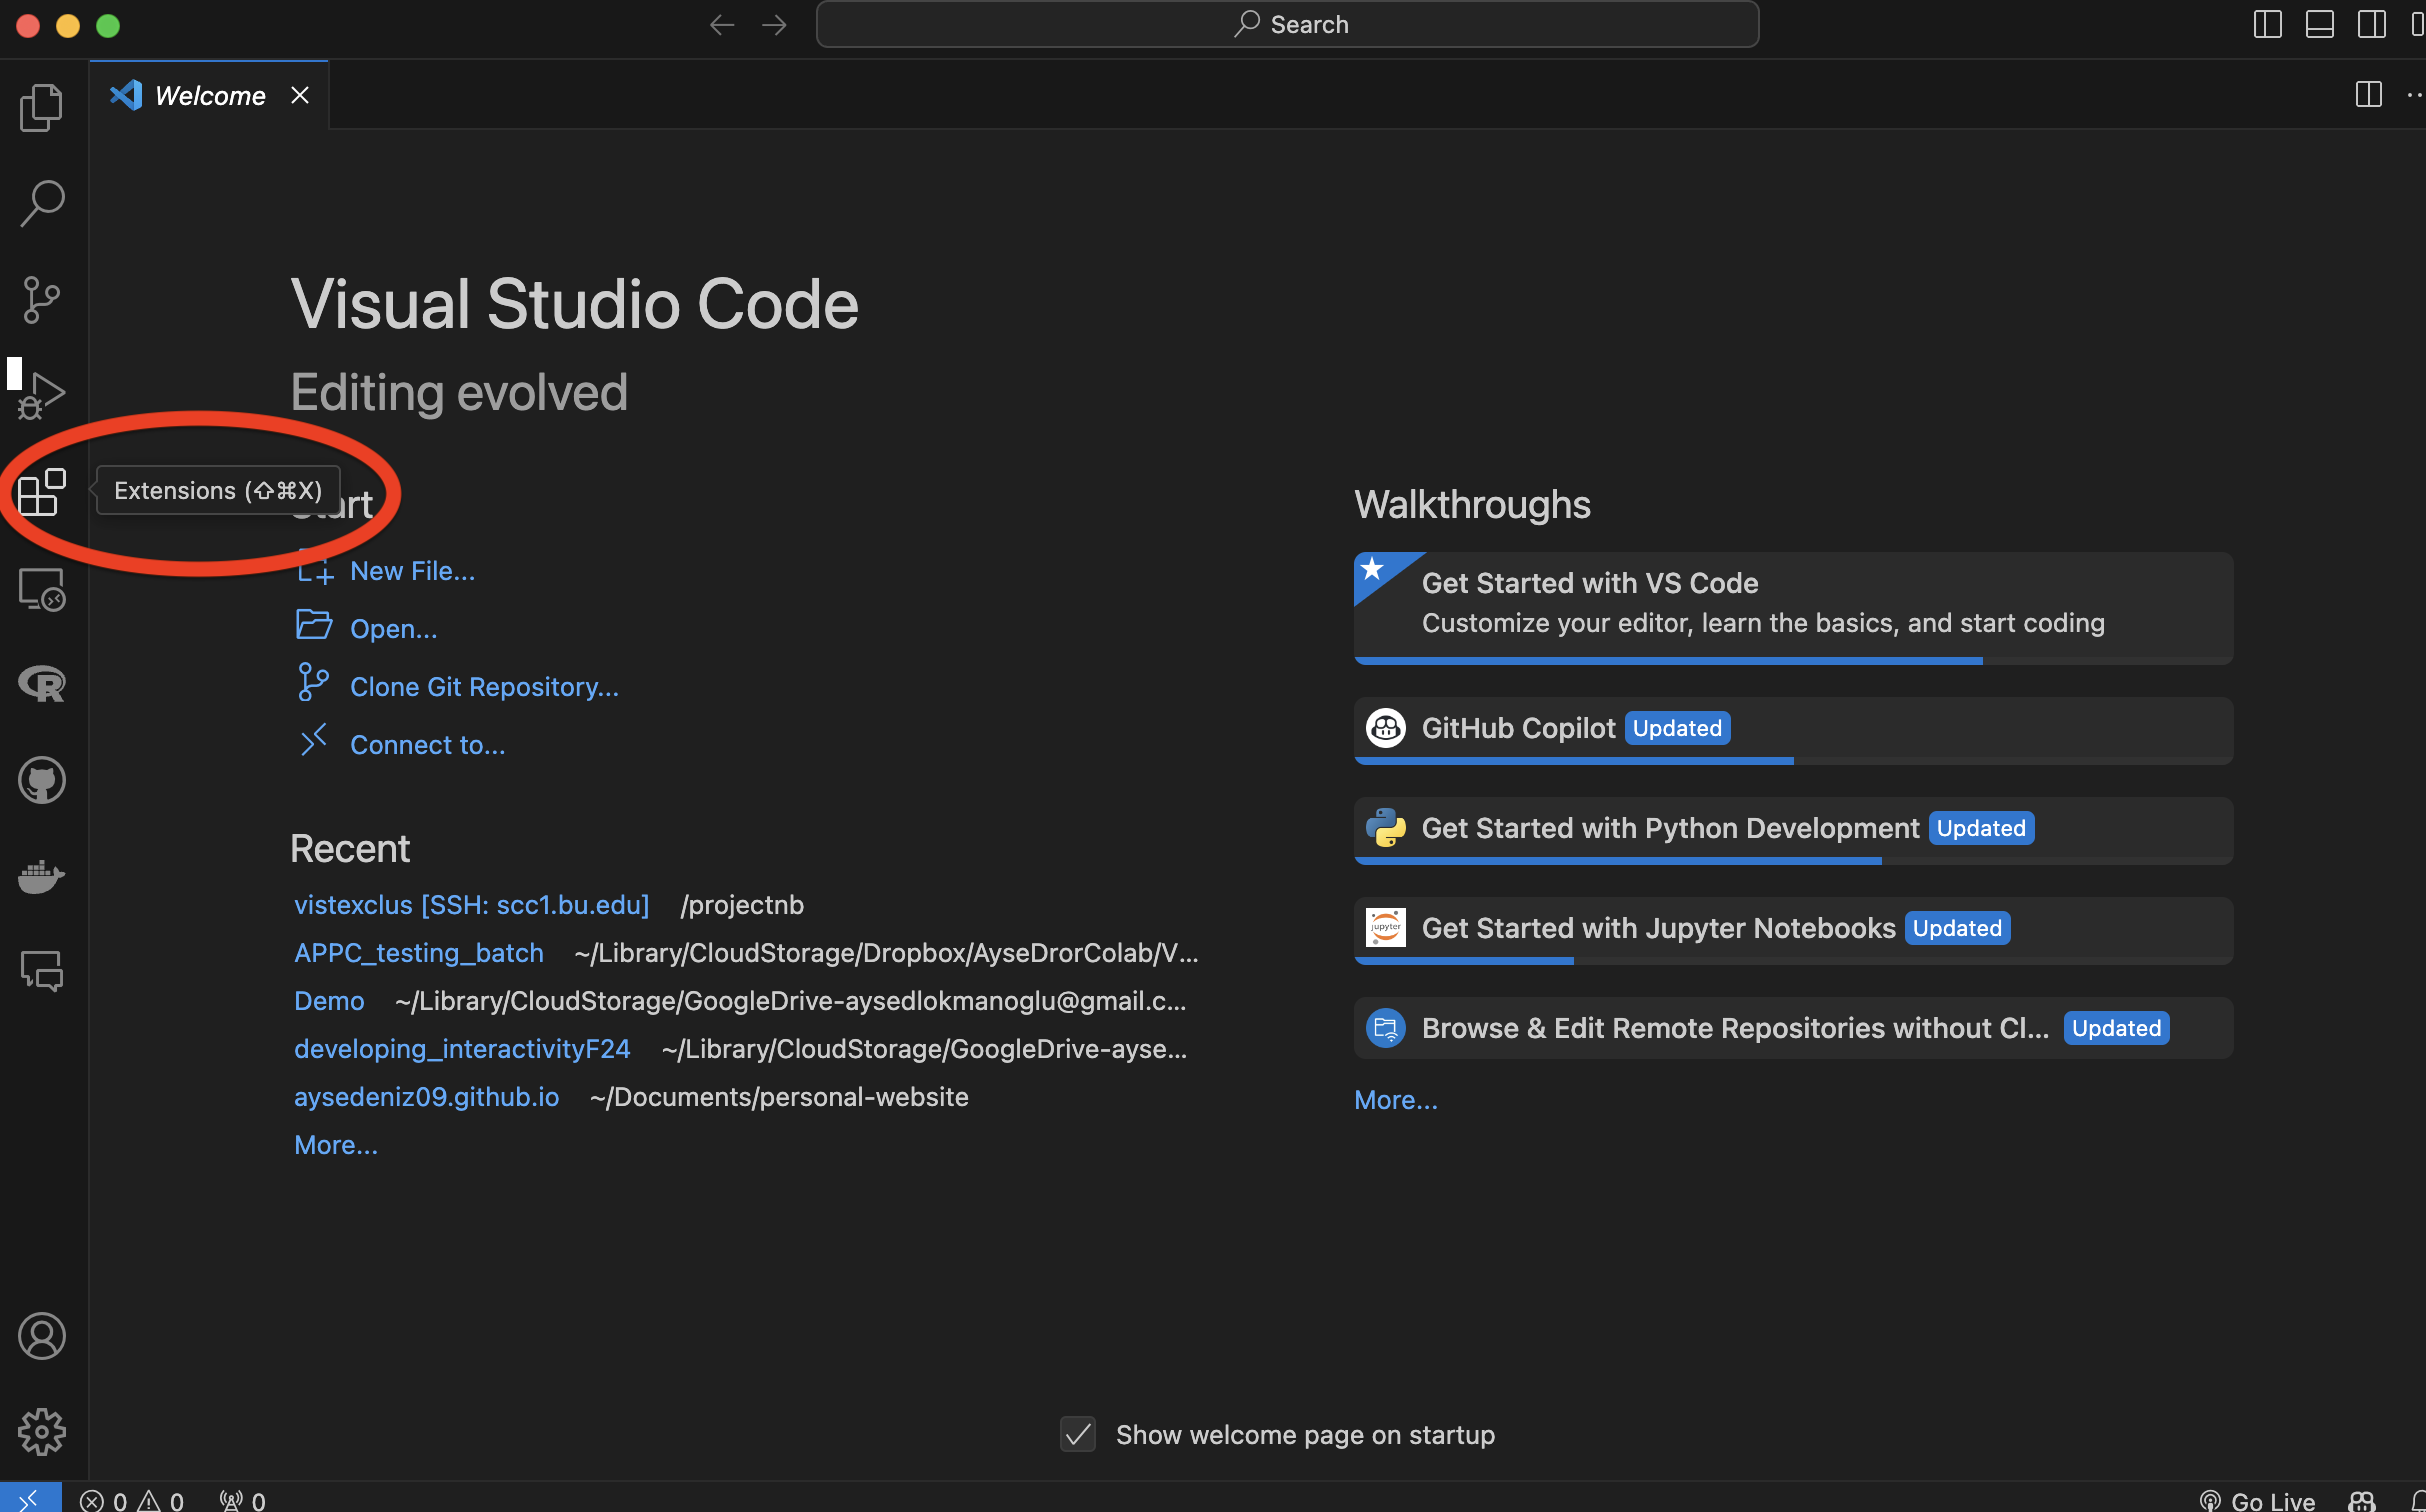 Search
Welcome
Visual Studio Code
Editing evolved
Extensions (⇧⌘X)
New File...
Open...
Clone Git Repository...
Connect to...
Recent
vistexclus [SSH: scc1.bu.edu] /projectnb
APPC_testing_batch ~/Library/CloudStorage/Dropbox/AyseDrorColab/V...
Demo ~/Library/CloudStorage/GoogleDrive-aysedlokmanoglu@gmail.c...
developing_interactivityF24 ~/Library/CloudStorage/GoogleDrive-ayse...
aysedeniz09.github.io ~/Documents/personal-website
More...
Walkthroughs
Get Started with VS Code
Customize your editor, learn the basics, and start coding
GitHub Copilot Updated
Get Started with Python Development Updated
jupyter
Get Started with Jupyter Notebooks Updated
Browse & Edit Remote Repositories without Cl... Updated
More...
Show welcome page on startup
0 0 0
Go Live